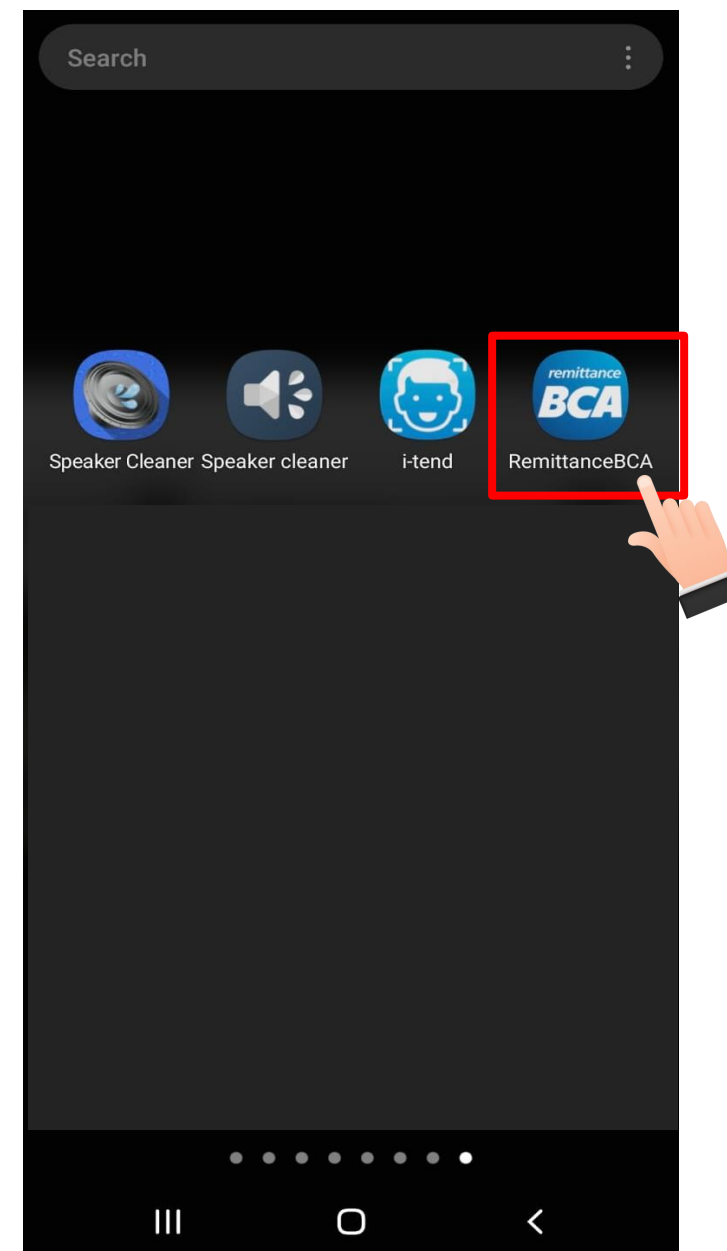 Search
remittance
BCA
Speaker Cleaner Speaker cleaner i-tend RemittanceBCA